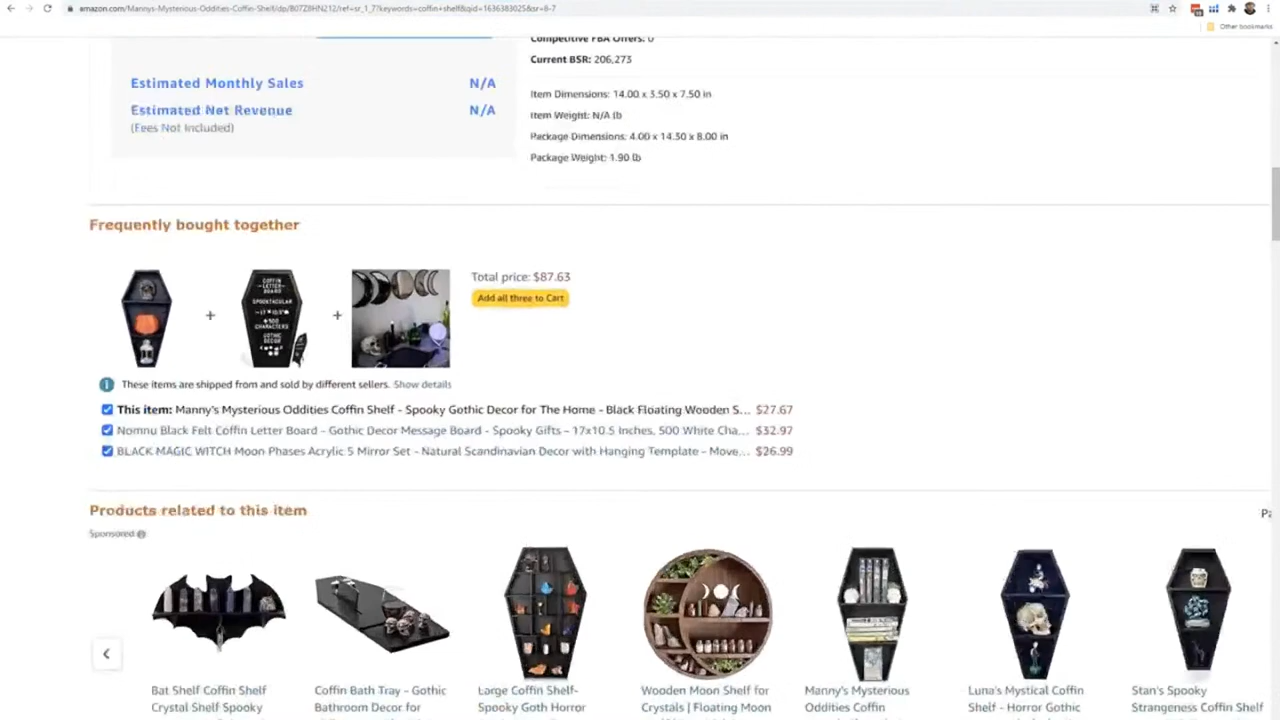 amazon.com/Mannys-Mysterious-Oddities-Coffin-Shelf/dp/B07Z8HN212/ref=sr_1_7?keywords=coffin+shelf&qid=1636383025&sr=8-7
Other bookmarks
Competitive FBA Offers: 0
Current BSR: 206,273
Estimated Monthly Sales N/A
Estimated Net Revenue N/A
(Fees Not Included)
Item Dimensions: 14.00 x 3.50 x 7.50 in
Item Weight: N/A lb
Package Dimensions: 4.00 x 14.30 x 8.00 in
Package Weight: 1.90 lb
Frequently bought together
COFFIN
LETTER
BOARD
SPOOKTACULAR
CHARACTERS
GOTHIC
DECOR
+
+
Total price: $87.63
Add all three to Cart
These items are shipped from and sold by different sellers. Show details
This item: Manny's Mysterious Oddities Coffin Shelf - Spooky Gothic Decor for The Home - Black Floating Wooden S... $27.67
Nomnu Black Felt Coffin Letter Board - Gothic Decor Message Board - Spooky Gifts - 17x10.5 Inches, 500 White Cha... $32.97
BLACK MAGIC WITCH Moon Phases Acrylic 5 Mirror Set - Natural Scandinavian Decor with Hanging Template - Move... $26.99
Products related to this item
Pa
Sponsored
Bat Shelf Coffin Shelf
Crystal Shelf Spooky
Coffin Bath Tray - Gothic
Bathroom Decor for
Large Coffin Shelf-
Spooky Goth Horror
Wooden Moon Shelf for
Crystals | Floating Moon
Manny's Mysterious
Oddities Coffin
Luna's Mystical Coffin
Shelf - Horror Gothic
Stan's Spooky
Strangeness Coffin Shelf